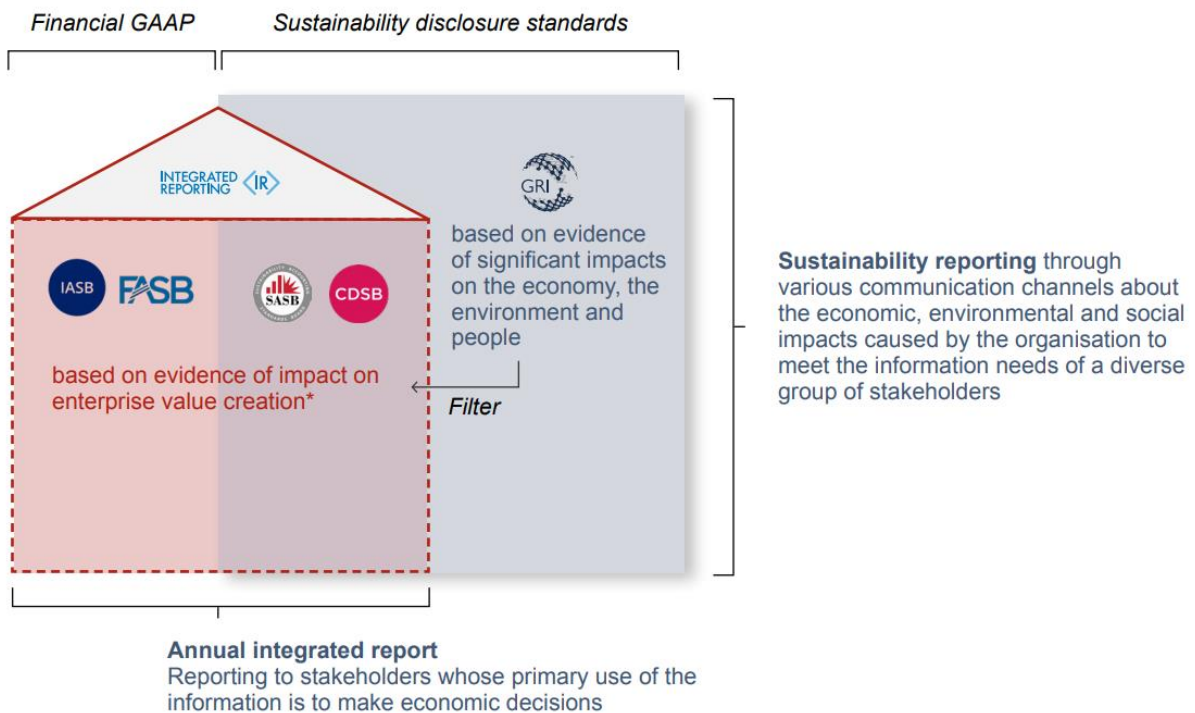 Financial GAAP
Sustainability disclosure standards
INTEGRATED
REPORTING
<IR>
GRI
IASB
FASB
SASB
CDSB
based on evidence
of significant impacts
on the economy, the
environment and
people
based on evidence of impact on
enterprise value creation*
Filter
Sustainability reporting through
various communication channels about
the economic, environmental and social
impacts caused by the organisation to
meet the information needs of a diverse
group of stakeholders
Annual integrated report
Reporting to stakeholders whose primary use of the
information is to make economic decisions